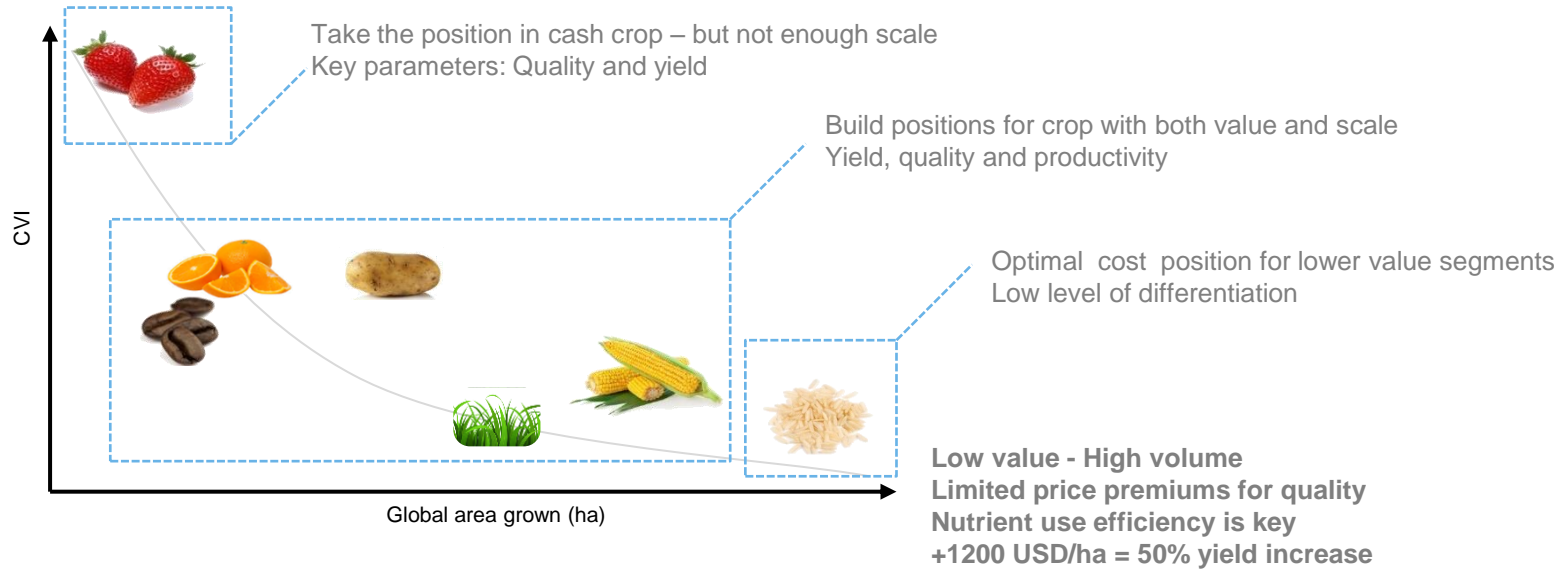 Take the position in cash crop – but not enough scale
Key parameters: Quality and yield
Build positions for crop with both value and scale
Yield, quality and productivity
Optimal cost position for lower value segments
Low level of differentiation
CVI
Global area grown (ha)
Low value - High volume
Limited price premiums for quality
Nutrient use efficiency is key
+1200 USD/ha = 50% yield increase